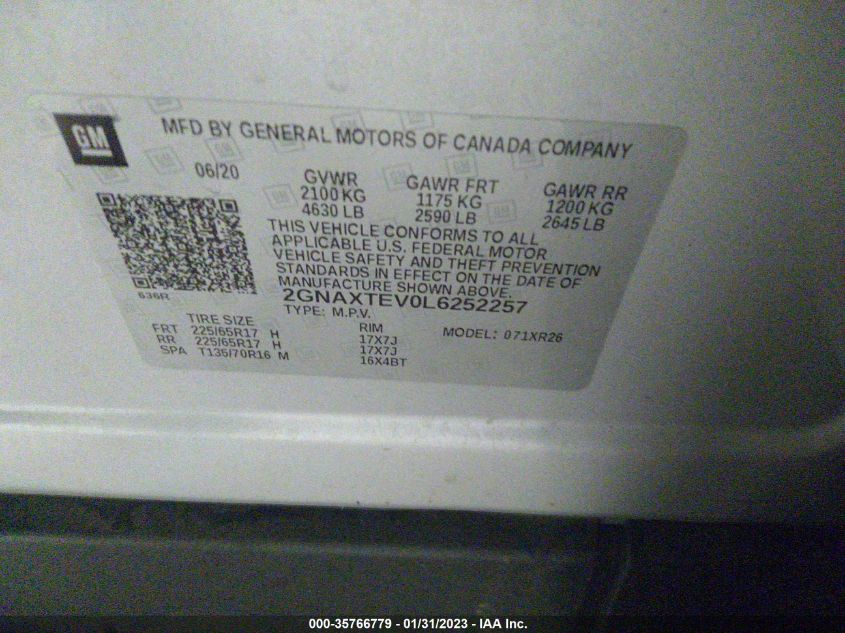 GM
MFD BY GENERAL MOTORS OF CANADA COMPANY
06/20
GVWR
2100 KG
4630 LB
GAWR FRT
1175 KG
2590 LB
GAWR RR
1200 KG
2645 LB
THIS VEHICLE CONFORMS TO ALL
APPLICABLE U.S. FEDERAL MOTOR
VEHICLE SAFETY AND THEFT PREVENTION
STANDARDS IN EFFECT ON THE DATE OF
MANUFACTURE SHOWN ABOVE.
636R
2GNAXTEV0L6252257
TYPE: M.P.V.
MODEL: 071XR26
TIRE SIZE RIM
FRT 225/65R17 H 17X7J
RR 225/65R17 H 17X7J
SPA T135/70R16 M 16X4BT
000-35766779 - 01/31/2023 - IAA Inc.